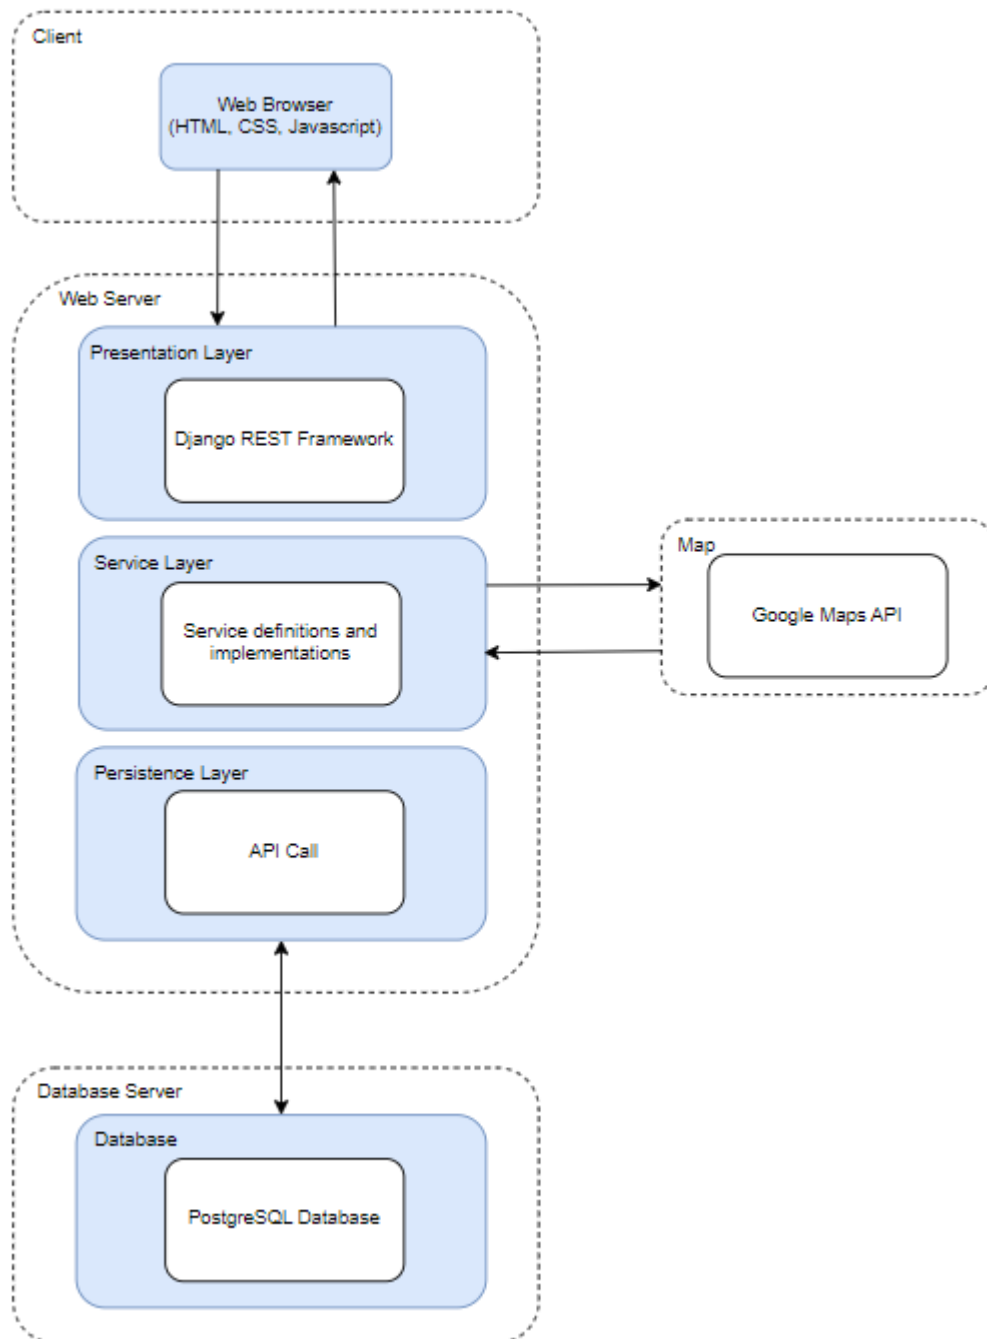 Client
Web Browser
(HTML, CSS, Javascript)
Web Server
Presentation Layer
Django REST Framework
Service Layer
Service definitions and
implementations
Map
Google Maps API
Persistence Layer
API Call
Database Server
Database
PostgreSQL Database